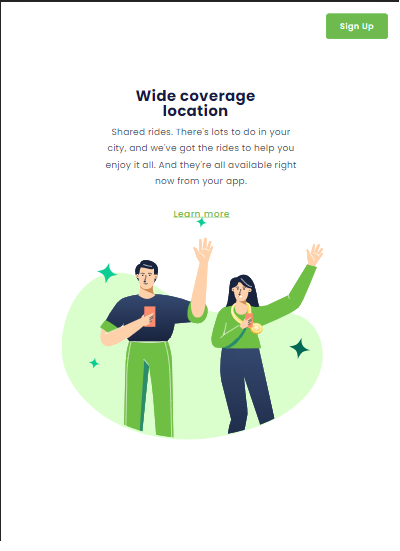 Sign Up
Wide coverage
location
Shared rides. There's lots to do in your
city, and we've got the rides to help you
enjoy it all. And they're all available right
now from your app.
Learn more